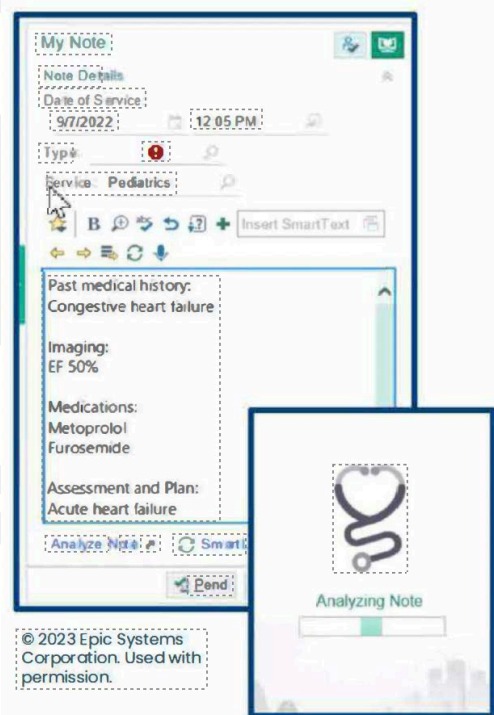 My Note
Note Details
Date of Service
9/7/2022 12 05 PM
Type
Service Pediatrics
B Insert SmartText
Past medical history:
Congestive heart failure
Imaging:
EF 50%
Medications:
Metoprolol
Furosemide
Assessment and Plan:
Acute heart failure
Analyze Note
Pend
Analyzing Note
© 2023 Epic Systems
Corporation. Used with
permission.